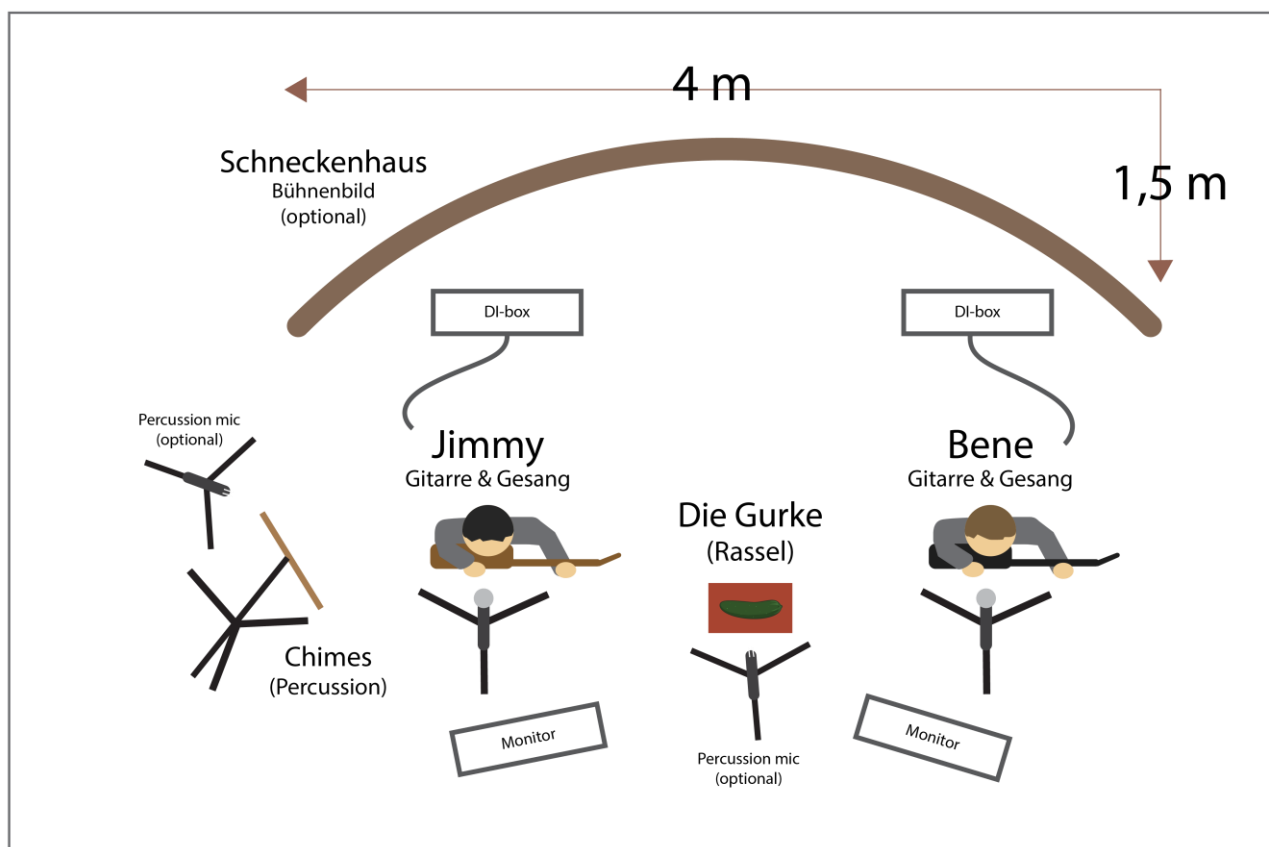 4 m
1,5 m
Schneckenhaus
Bühnenbild
(optional)
DI-box
DI-box
Percussion mic
(optional)
Jimmy
Gitarre & Gesang
Bene
Gitarre & Gesang
Die Gurke
(Rassel)
Chimes
(Percussion)
Monitor
Monitor
Percussion mic
(optional)